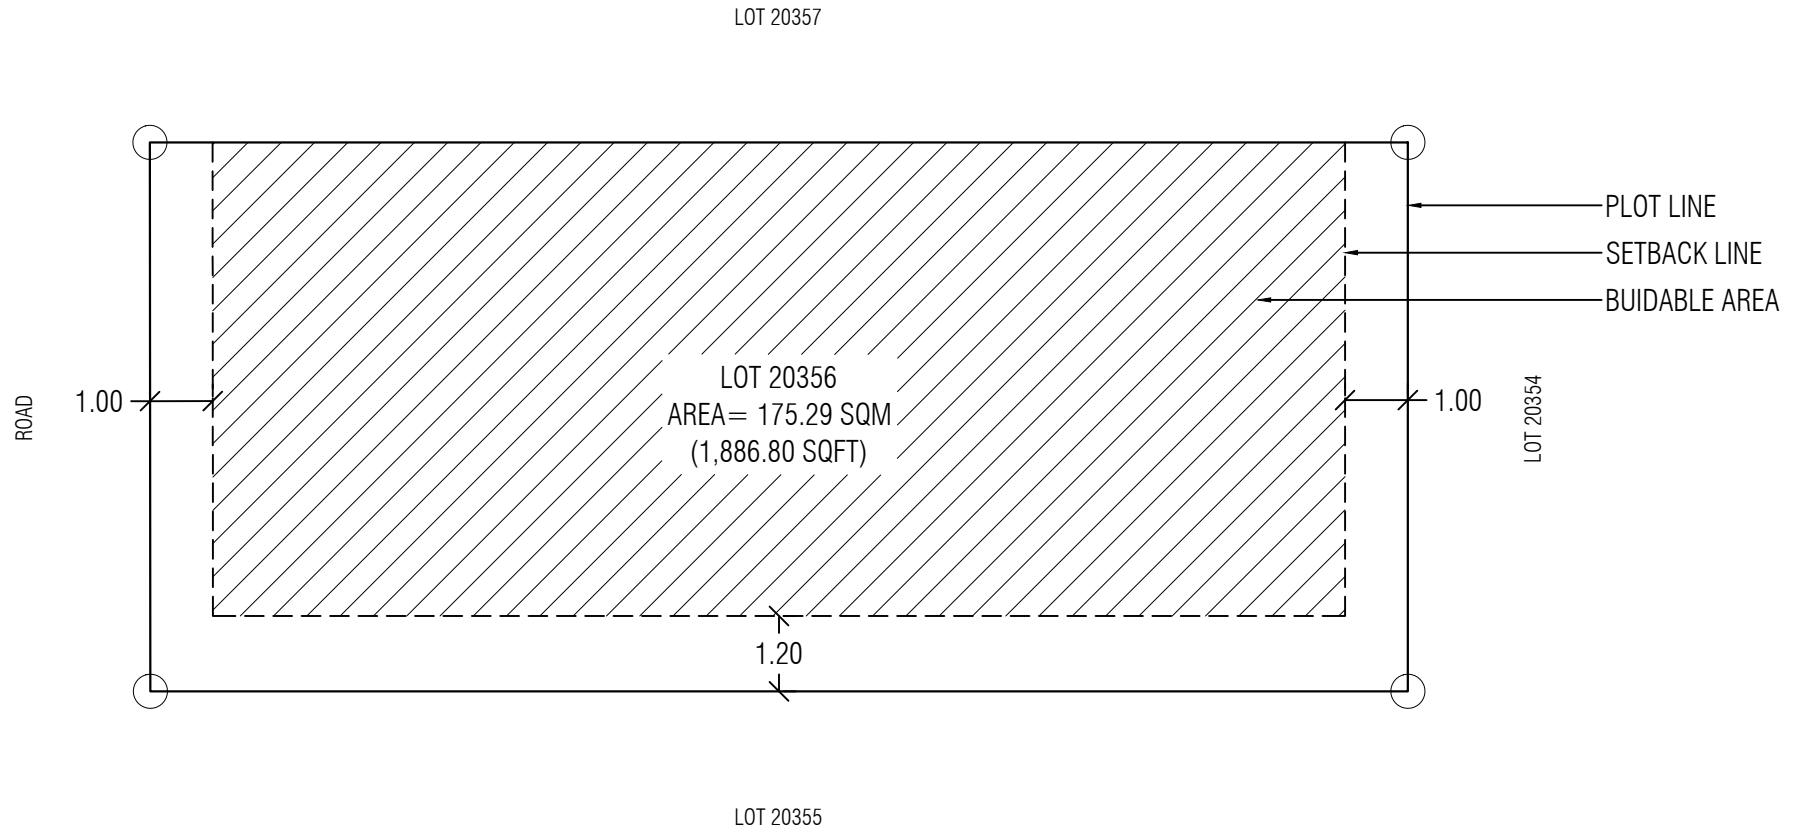 LOT 20357
PLOT LINE
SETBACK LINE
BUIDABLE AREA
LOT 20356
AREA= 175.29 SQM
(1,886.80 SQFT)
ROAD
1.00
1.00
LOT 20354
1.20
LOT 20355